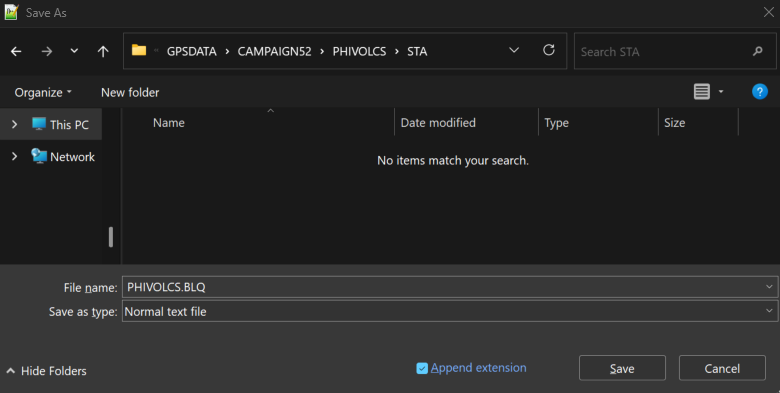 Save As
GPSDATA > CAMPAIGN52 > PHIVOLCS > STA
Search STA
Organize
New folder
?
This PC
Network
Name
Date modified
Type
Size
No items match your search.
File name: PHIVOLCS.BLQ
Save as type: Normal text file
Hide Folders
Append extension
Save
Cancel